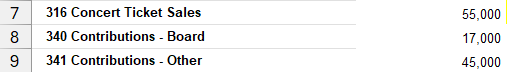 7 316 Concert Ticket Sales 55,000
8 340 Contributions - Board 17,000
9 341 Contributions - Other 45,000